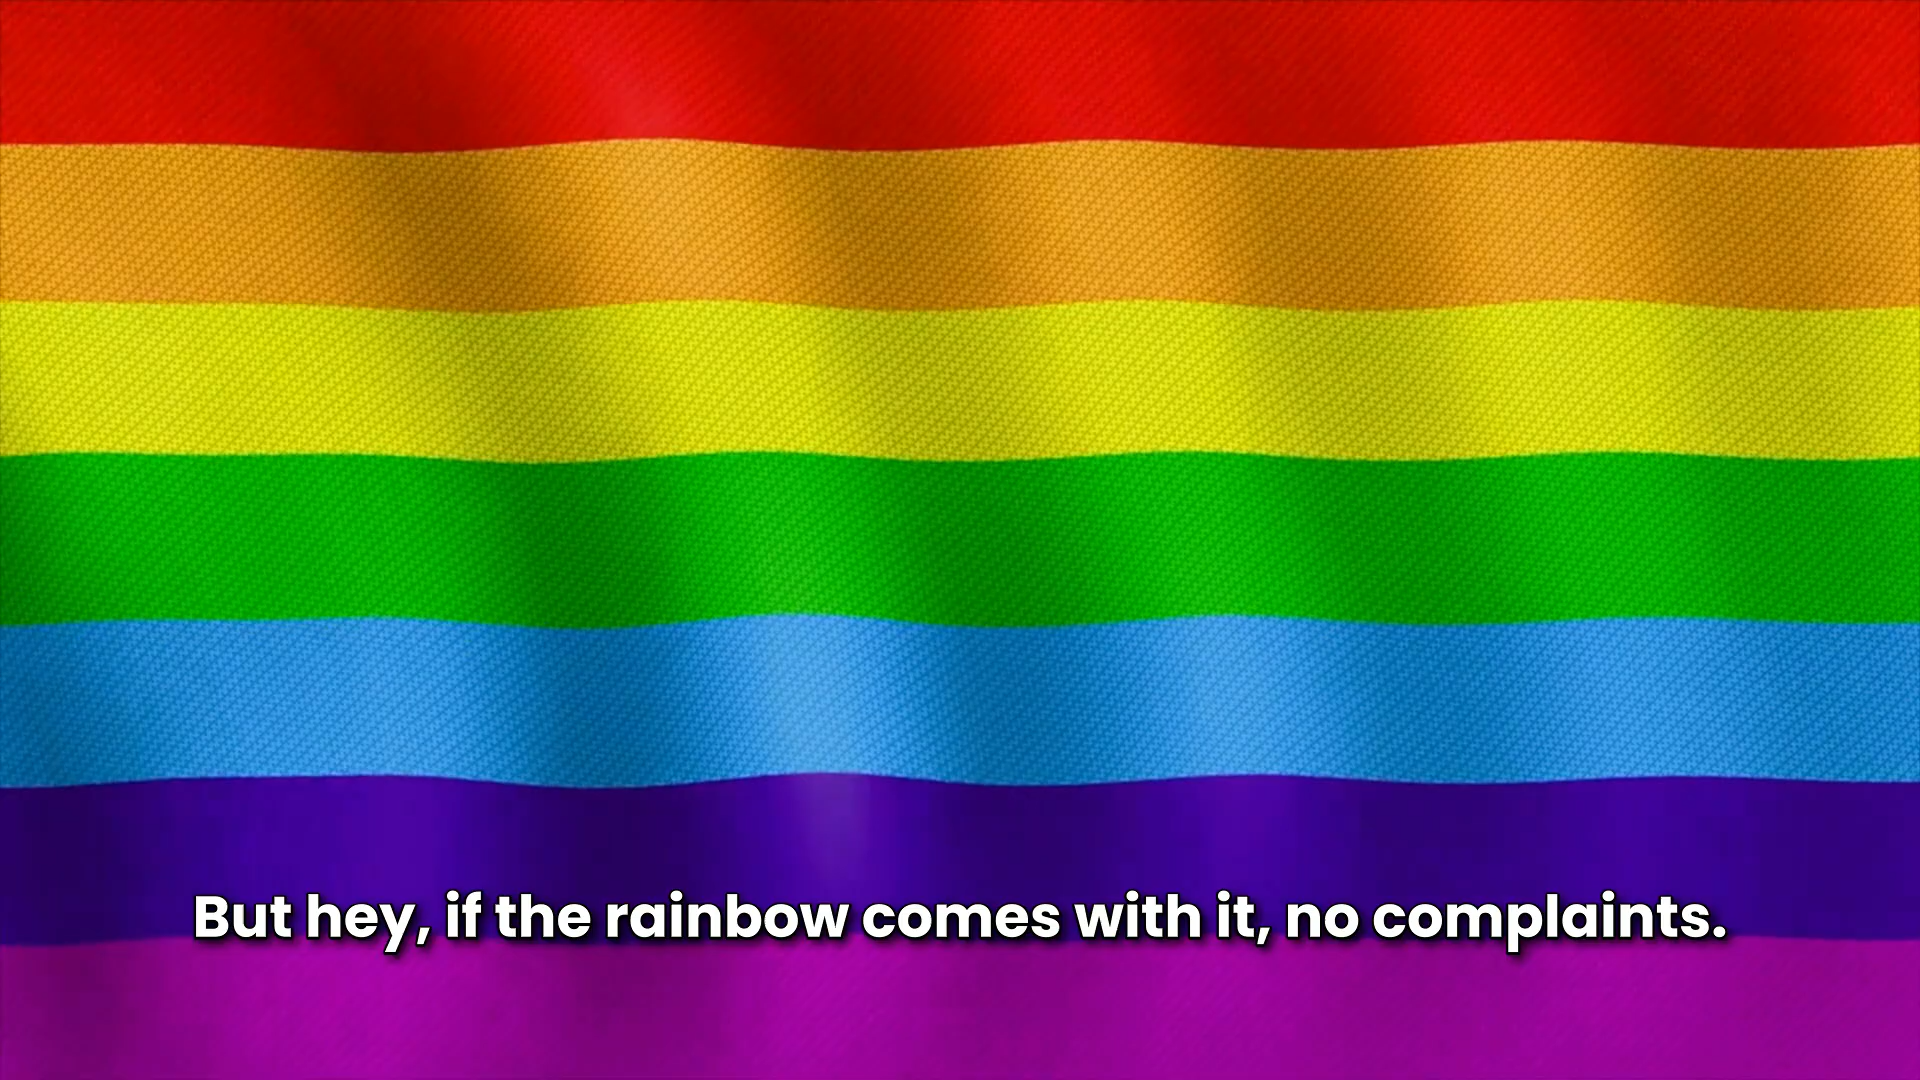 But hey, if the rainbow comes with it, no complaints.